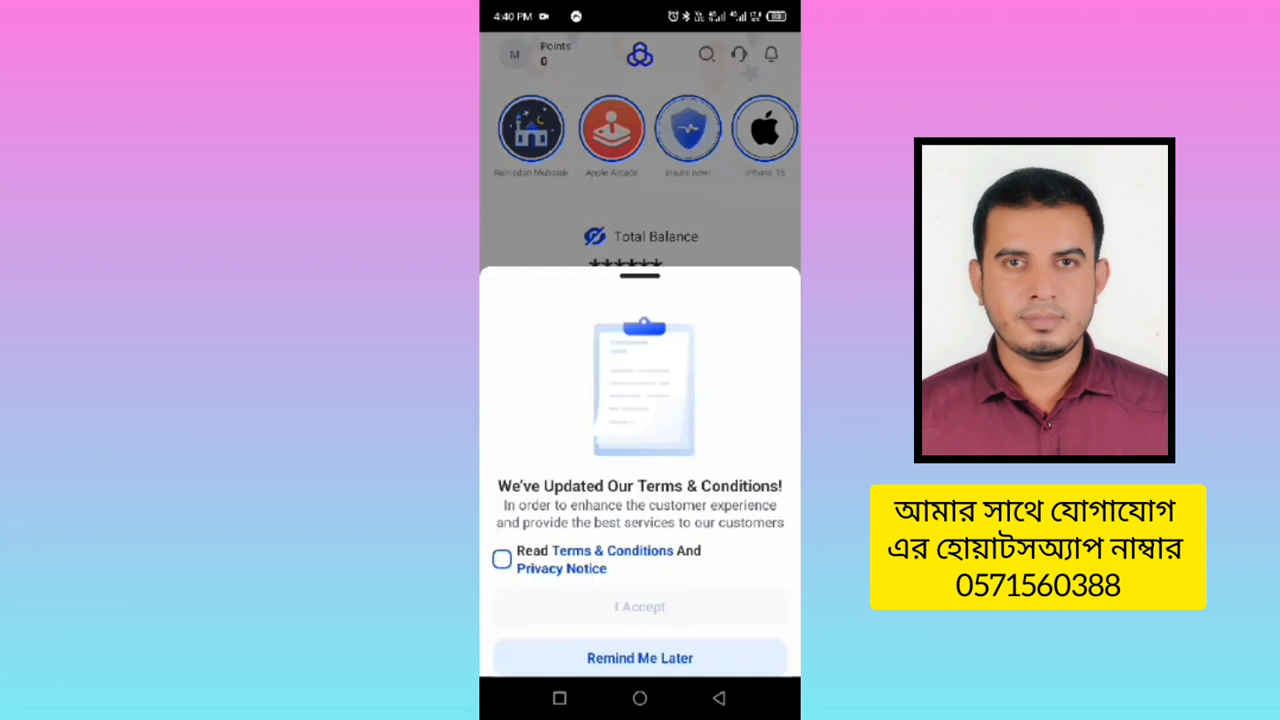 4:40 PM
Points
M
0
Ramadan Mubarak
Apple Arcade
Insure now!
iPhone 15
Total Balance
******
We've Updated Our Terms & Conditions!
In order to enhance the customer experience
and provide the best services to our customers
Read Terms & Conditions And
Privacy Notice
I Accept
Remind Me Later
আমার সাথে যোগাযোগ
এর হোয়াটসঅ্যাপ নাম্বার
0571560388